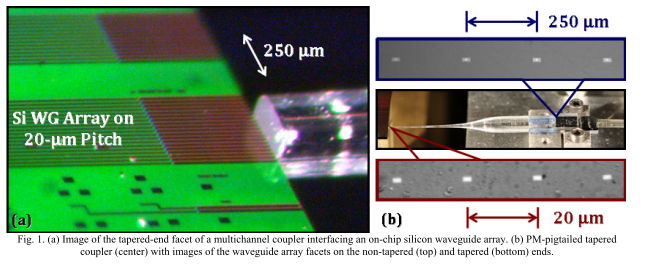 250 μm
Si WG Array on
20-μm Pitch
(a)
250 μm
20 μm
(b)
Fig. 1. (a) Image of the tapered-end facet of a multichannel coupler interfacing an on-chip silicon waveguide array. (b) PM-pigtailed tapered
coupler (center) with images of the waveguide array facets on the non-tapered (top) and tapered (bottom) ends.